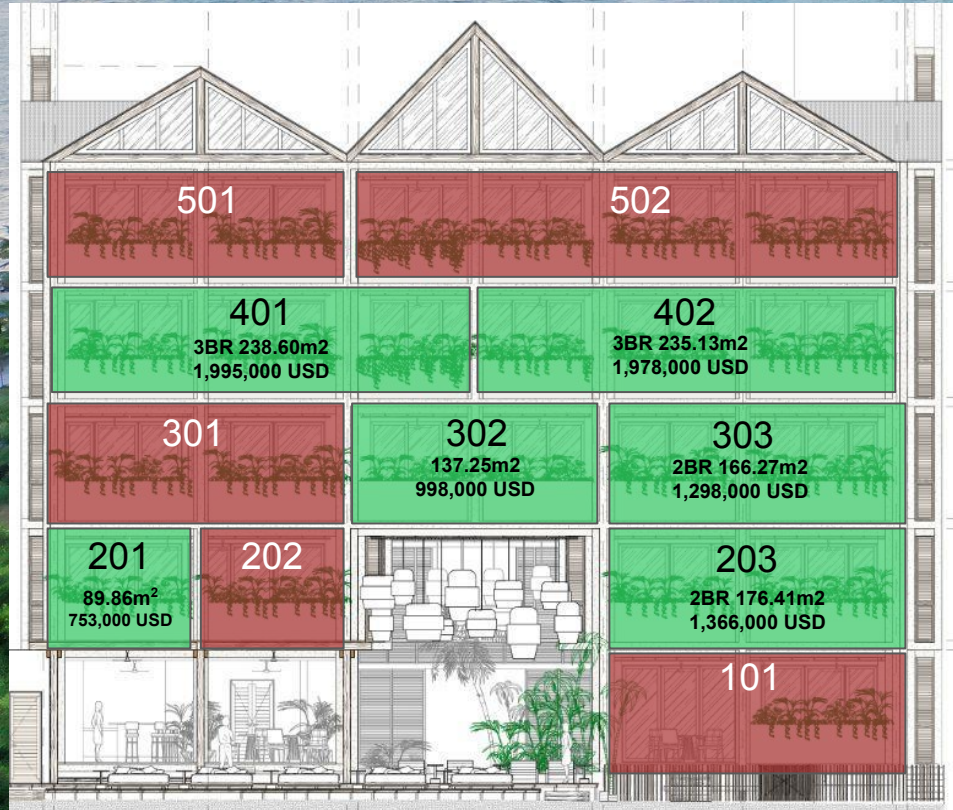 501
502
401
3BR 238.60m2
1,995,000 USD
402
3BR 235.13m2
1,978,000 USD
301
302
137.25m2
998,000 USD
303
2BR 166.27m2
1,298,000 USD
201
89.86m²
753,000 USD
202
203
2BR 176.41m2
1,366,000 USD
101